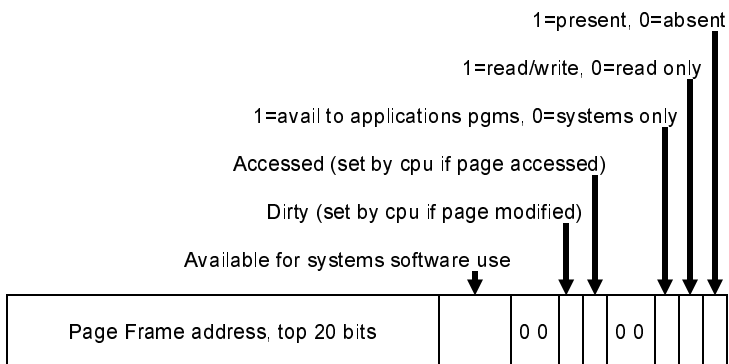 1=present, 0=absent
1=read/write, 0=read only
1=avail to applications pgms, 0=systems only
Accessed (set by cpu if page accessed)
Dirty (set by cpu if page modified)
Available for systems software use
Page Frame address, top 20 bits 0 0 0 0